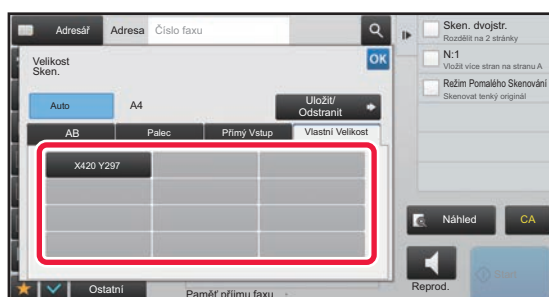 Adresář
Adresa
Číslo faxu
Velikost
Sken.
OK
Auto
A4
Uložit/
Odstranit
AB
Palec
Přímý Vstup
Vlastní Velikost
X420 Y297
Ostatní
Paměť příjmu faxu
Sken. dvojstr.
Rozdělit na 2 stránky
N:1
Vložit více stran na stranu A
Režim Pomalého Skenování
Skenovat tenký originál
Náhled
CA
Reprod.
Start